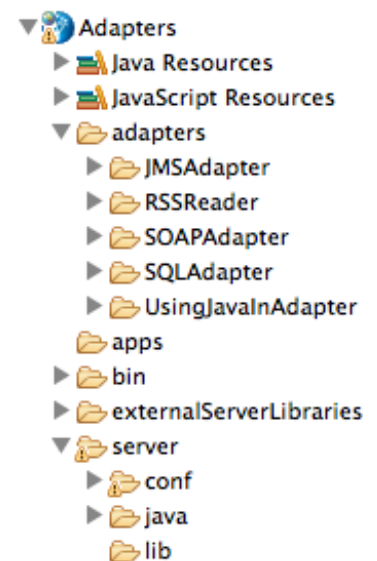 Adapters
Java Resources
JavaScript Resources
adapters
JMSAdapter
RSSReader
SOAPAdapter
SQLAdapter
UsingJavaInAdapter
apps
bin
externalServerLibraries
server
conf
java
lib